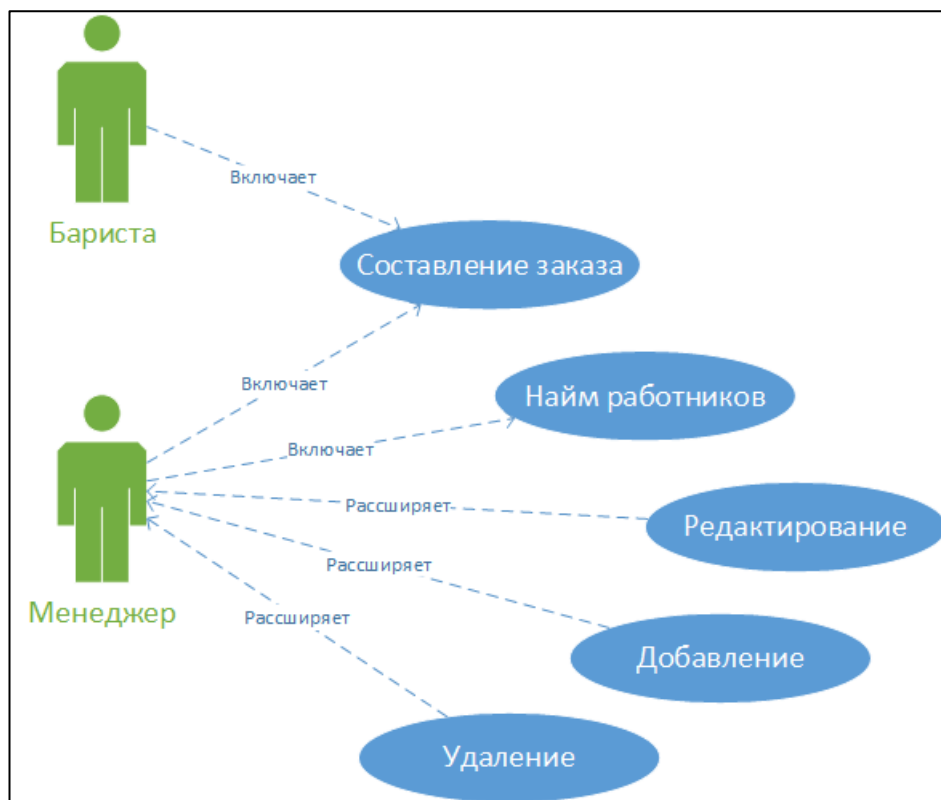 Включает
Бариста
Составление заказа
Включает
Найм работников
Включает
Рассширяет
Редактирование
Рассширяет
Менеджер
Рассширяет
Добавление
Удаление